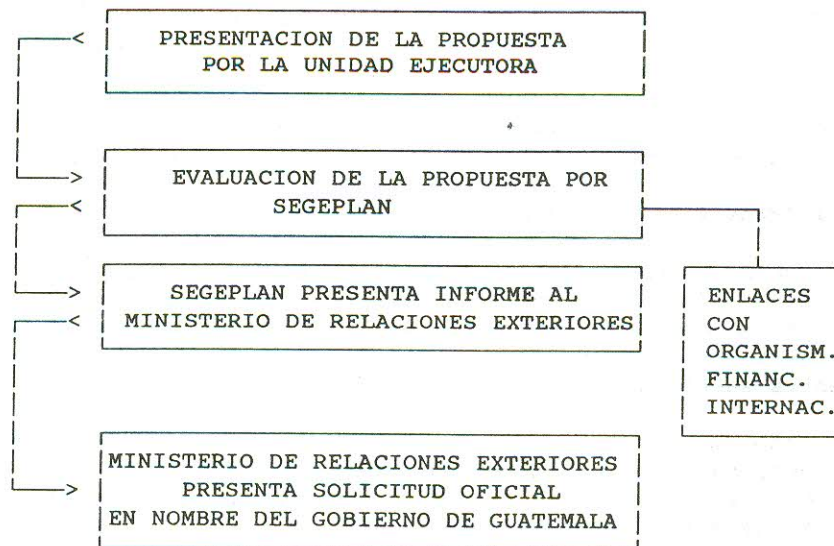 PRESENTACION DE LA PROPUESTA
POR LA UNIDAD EJECUTORA
EVALUACION DE LA PROPUESTA POR
SEGEPLAN
SEGEPLAN PRESENTA INFORME AL
MINISTERIO DE RELACIONES EXTERIORES
ENLACES
CON
ORGANISM.
FINANC.
INTERNAC.
MINISTERIO DE RELACIONES EXTERIORES
PRESENTA SOLICITUD OFICIAL
EN NOMBRE DEL GOBIERNO DE GUATEMALA